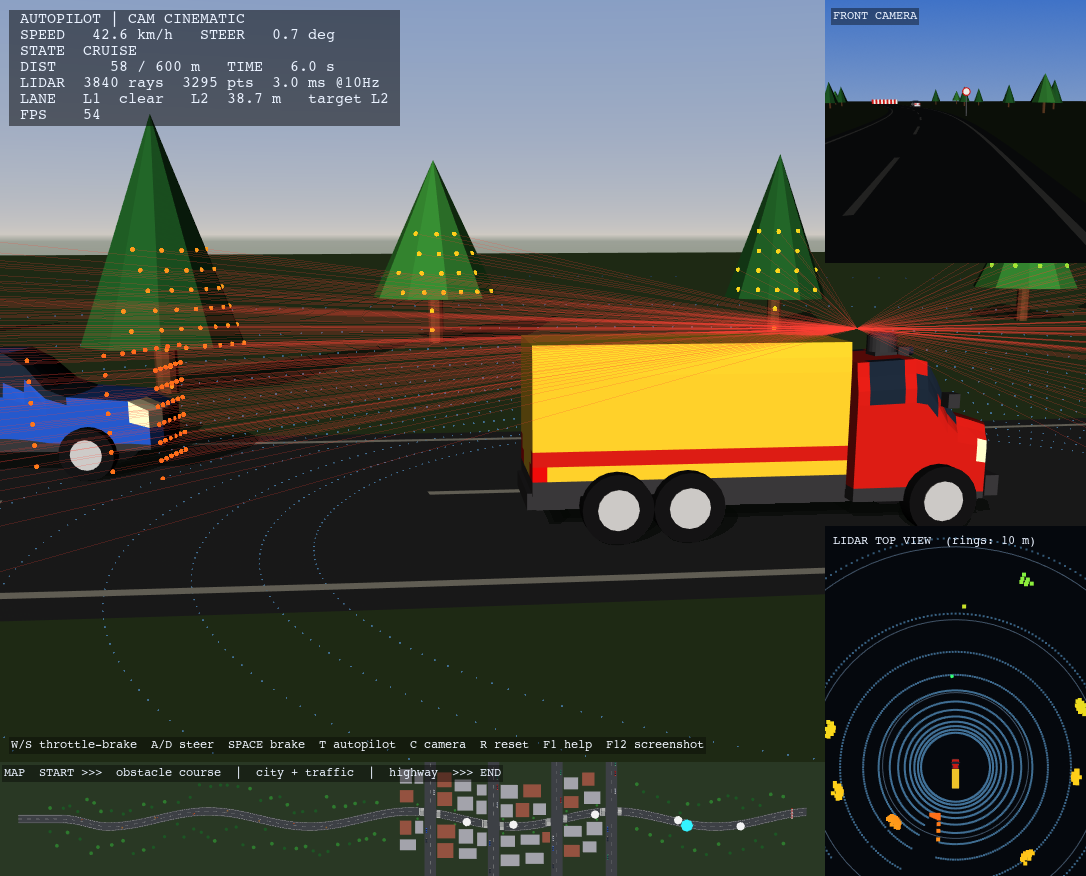 AUTOPILOT | CAM CINEMATIC
SPEED 42.6 km/h STEER 0.7 deg
STATE CRUISE
DIST 58 / 600 m TIME 6.0 s
LIDAR 3840 rays 3295 pts 3.0 ms @10Hz
LANE L1 clear L2 38.7 m target L2
FPS 54
FRONT CAMERA
LIDAR TOP VIEW (rings: 10 m)
W/S throttle-brake A/D steer SPACE brake T autopilot C camera R reset F1 help F12 screenshot
MAP START >>> obstacle course | city + traffic | highway >>> END